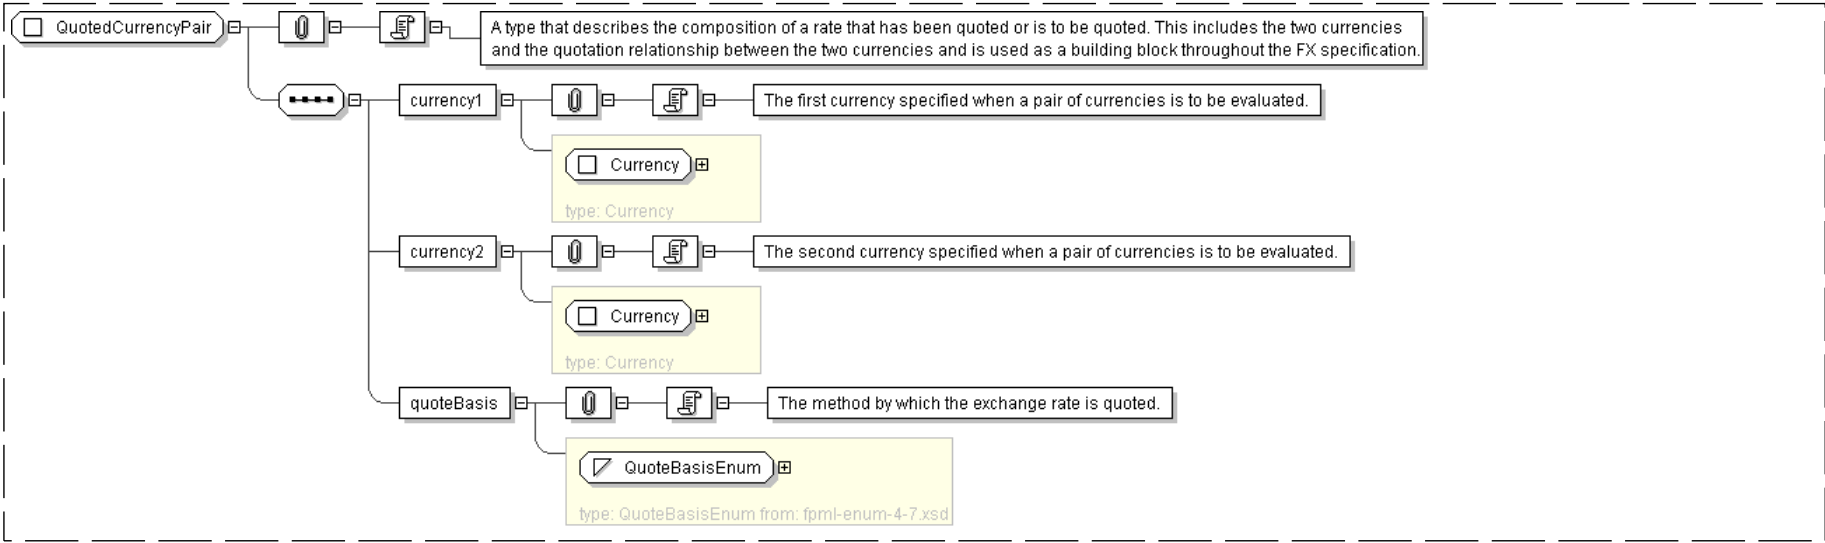 QuotedCurrencyPair
A type that describes the composition of a rate that has been quoted or is to be quoted. This includes the two currencies
and the quotation relationship between the two currencies and is used as a building block throughout the FX specification.
currency1
The first currency specified when a pair of currencies is to be evaluated.
Currency
type: Currency
currency2
The second currency specified when a pair of currencies is to be evaluated.
Currency
type: Currency
quoteBasis
The method by which the exchange rate is quoted.
QuoteBasisEnum
type: QuoteBasisEnum from: fpml-enum-4-7.xsd